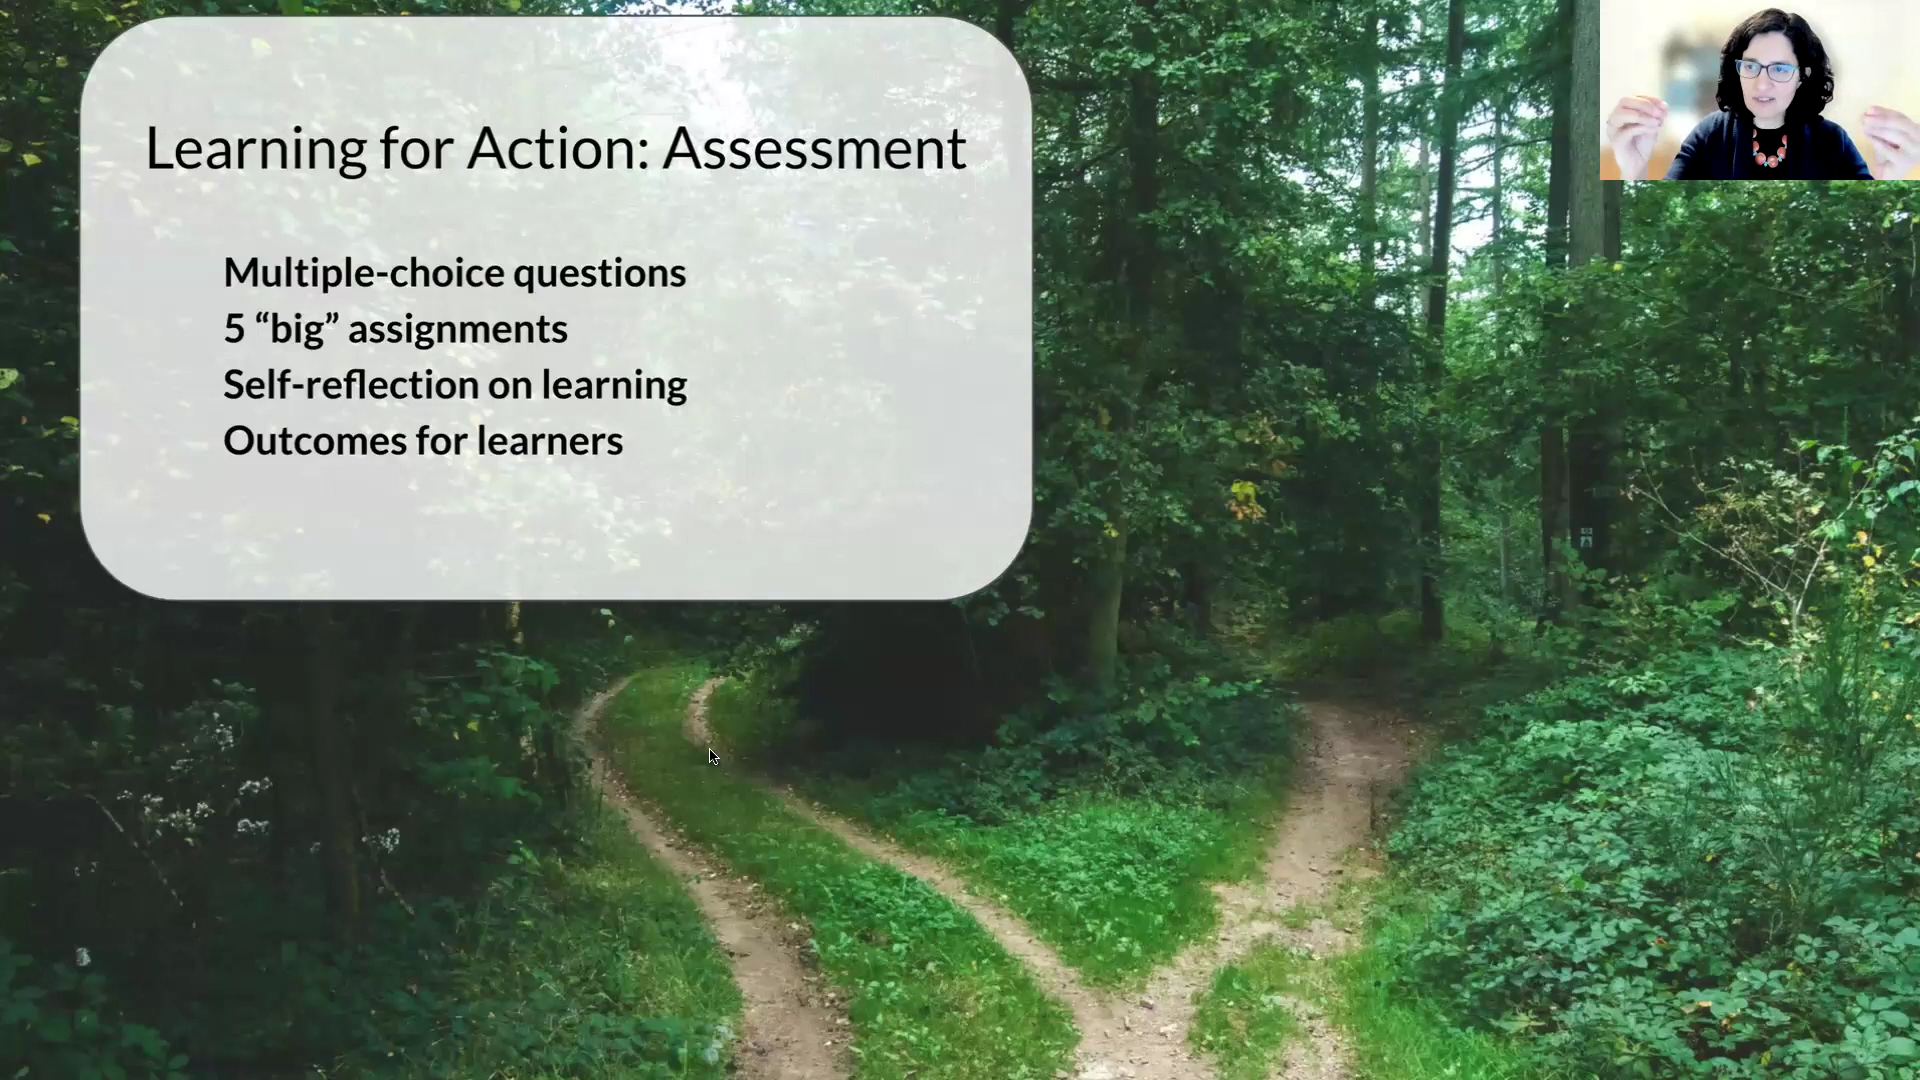 Learning for Action: Assessment
Multiple-choice questions
5 “big” assignments
Self-reflection on learning
Outcomes for learners